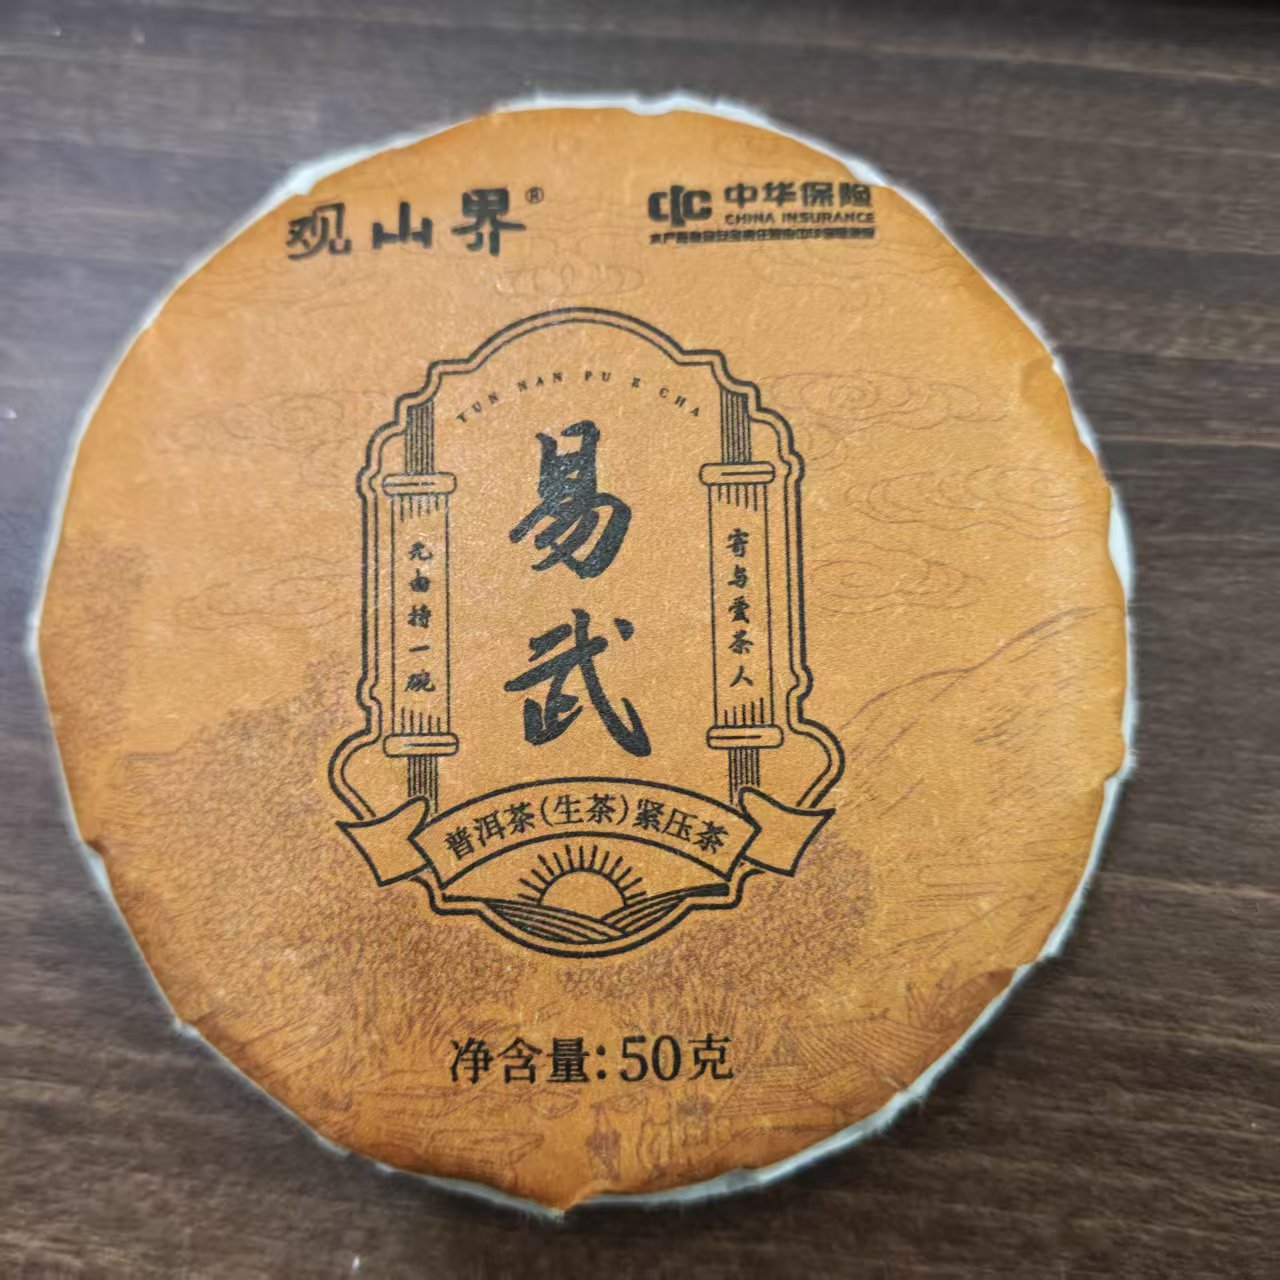 观山界®
中华保险
CHINA INSURANCE
YUN NAN PU E CHA
易武
寄与爱茶人
无由持一碗
普洱茶(生茶)紧压茶
净含量:50克